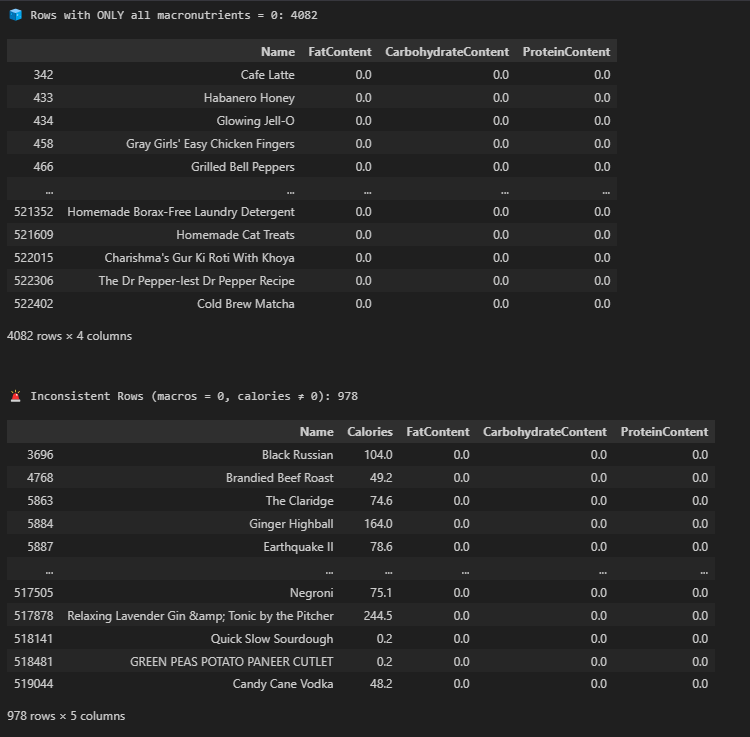 🧊 Rows with ONLY all macronutrients = 0: 4082
Name FatContent CarbohydrateContent ProteinContent
342 Cafe Latte 0.0 0.0 0.0
433 Habanero Honey 0.0 0.0 0.0
434 Glowing Jell-O 0.0 0.0 0.0
458 Gray Girls' Easy Chicken Fingers 0.0 0.0 0.0
466 Grilled Bell Peppers 0.0 0.0 0.0
... ... ... ... ...
521352 Homemade Borax-Free Laundry Detergent 0.0 0.0 0.0
521609 Homemade Cat Treats 0.0 0.0 0.0
522015 Charishma's Gur Ki Roti With Khoya 0.0 0.0 0.0
522306 The Dr Pepper-lest Dr Pepper Recipe 0.0 0.0 0.0
522402 Cold Brew Matcha 0.0 0.0 0.0
4082 rows × 4 columns
🚨 Inconsistent Rows (macros = 0, calories ≠ 0): 978
Name Calories FatContent CarbohydrateContent ProteinContent
3696 Black Russian 104.0 0.0 0.0 0.0
4768 Brandied Beef Roast 49.2 0.0 0.0 0.0
5863 The Claridge 74.6 0.0 0.0 0.0
5884 Ginger Highball 164.0 0.0 0.0 0.0
5887 Earthquake II 78.6 0.0 0.0 0.0
... ... ... ... ... ...
517505 Negroni 75.1 0.0 0.0 0.0
517878 Relaxing Lavender Gin &amp; Tonic by the Pitcher 244.5 0.0 0.0 0.0
518141 Quick Slow Sourdough 0.2 0.0 0.0 0.0
518481 GREEN PEAS POTATO PANEER CUTLET 0.2 0.0 0.0 0.0
519044 Candy Cane Vodka 48.2 0.0 0.0 0.0
978 rows × 5 columns